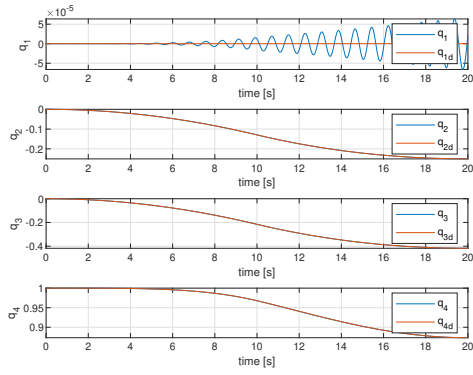 ×10⁻⁵
5
0
-5
q₁
q₁
q₁d
0 2 4 6 8 10 12 14 16 18 20
time [s]
0
-0.1
-0.2
q₂
q₂
q₂d
0 2 4 6 8 10 12 14 16 18 20
time [s]
0
-0.2
-0.4
q₃
q₃
q₃d
0 2 4 6 8 10 12 14 16 18 20
time [s]
1
0.95
0.9
q₄
q₄
q₄d
0 2 4 6 8 10 12 14 16 18 20
time [s]